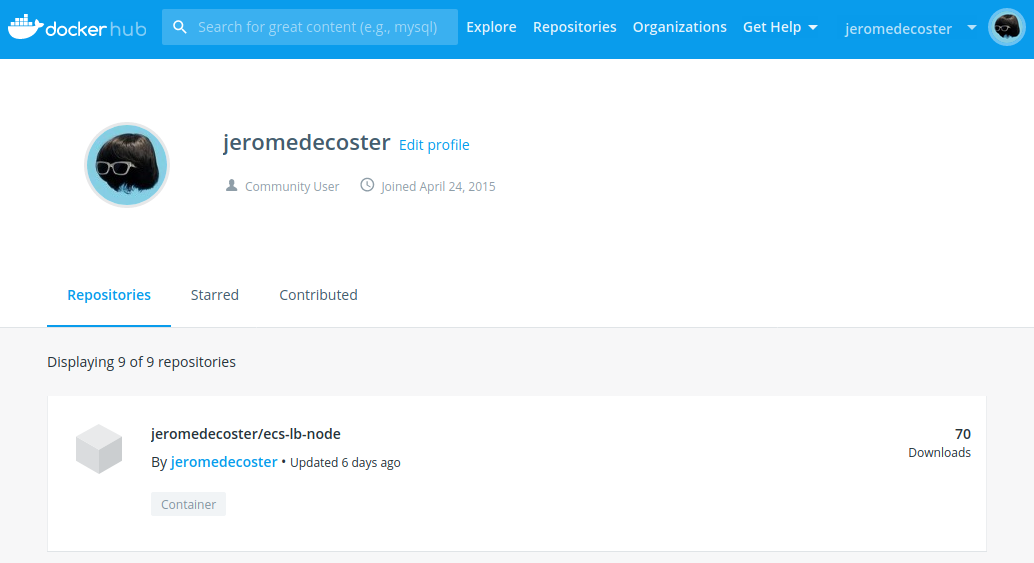 docker hub Search for great content (e.g., mysql) Explore Repositories Organizations Get Help jeromedecoster
jeromedecoster Edit profile
Community User Joined April 24, 2015
Repositories Starred Contributed
Displaying 9 of 9 repositories
jeromedecoster/ecs-lb-node 70
By jeromedecoster • Updated 6 days ago Downloads
Container